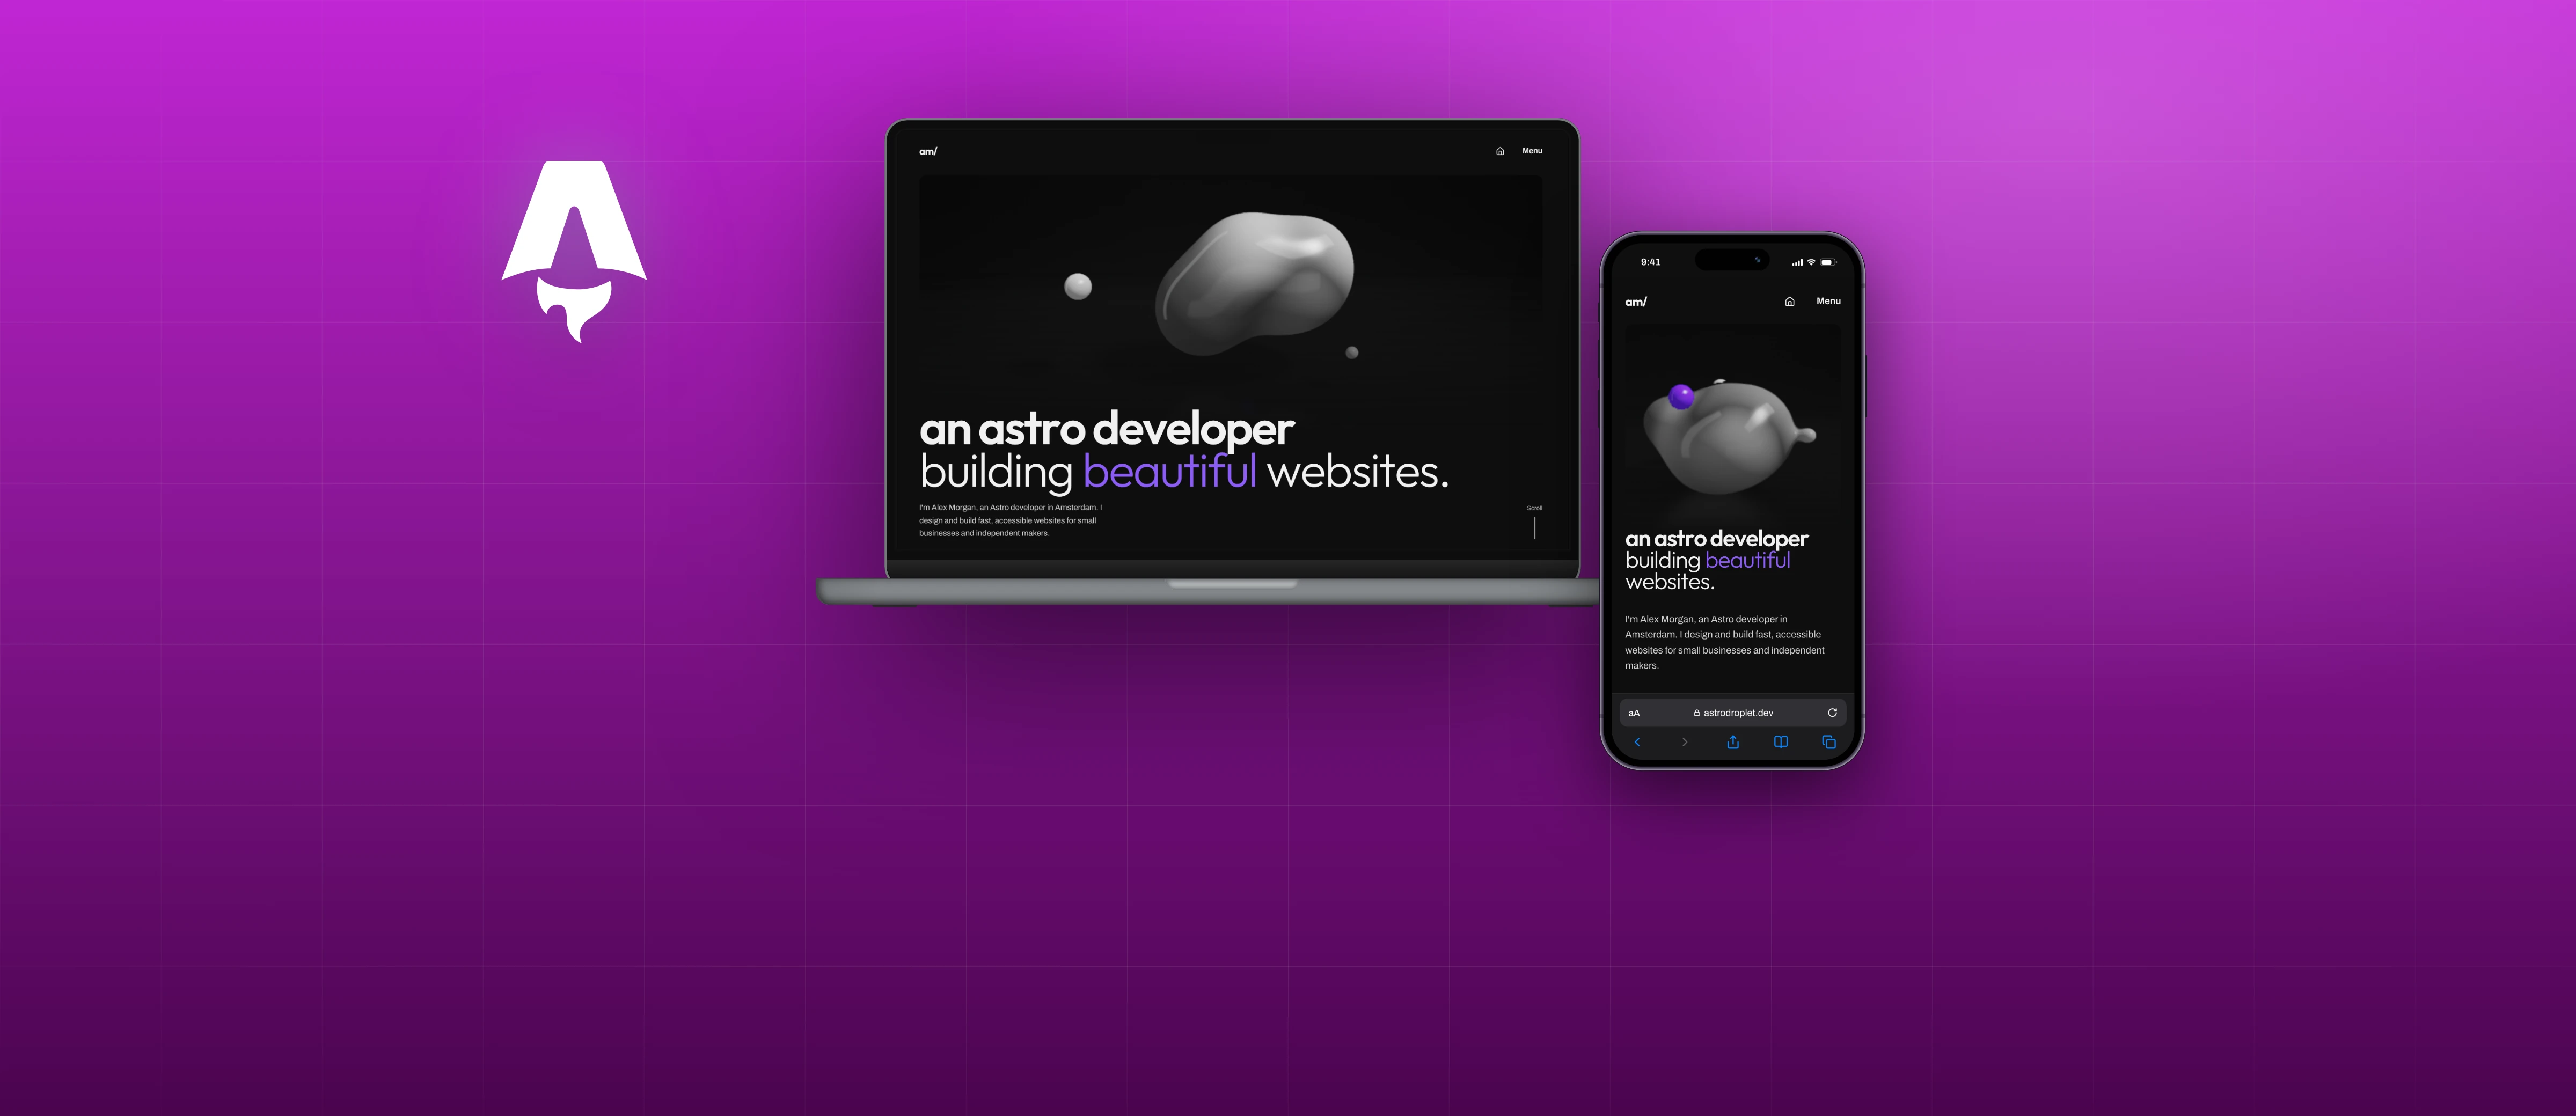 am/
Menu
an astro developer
building beautiful websites.
I'm Alex Morgan, an Astro developer in Amsterdam. I
design and build fast, accessible websites for small
businesses and independent makers.
Scroll
9:41
am/
Menu
an astro developer
building beautiful
websites.
I'm Alex Morgan, an Astro developer in
Amsterdam. I design and build fast, accessible
websites for small businesses and independent
makers.
aA
astrodroplet.dev